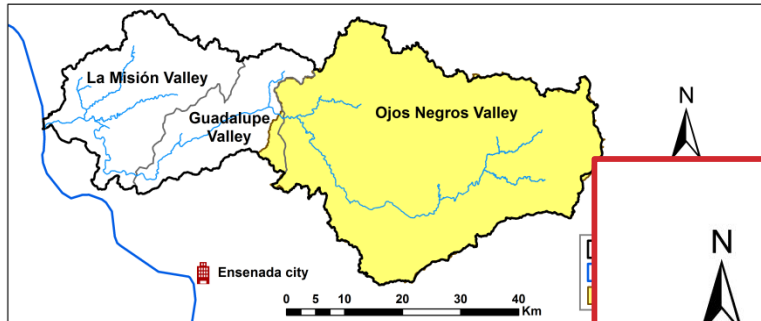 La Misión Valley
Guadalupe
Valley
Ojos Negros Valley
N
N
Ensenada city
0 5 10 20 30 40
Km